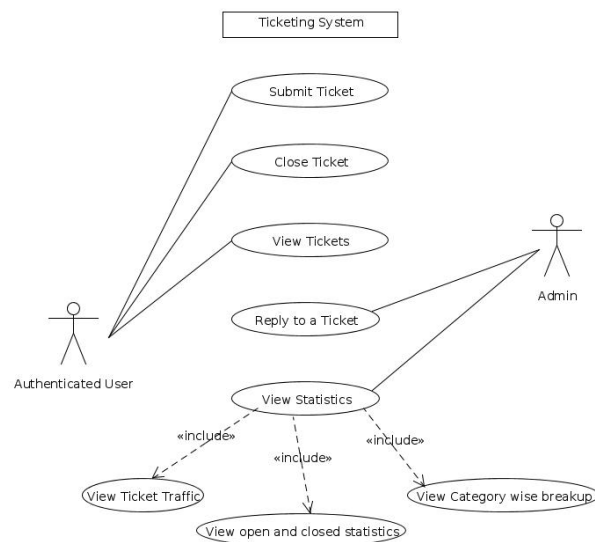 Ticketing System
Submit Ticket
Close Ticket
View Tickets
Admin
Reply to a Ticket
Authenticated User
View Statistics
«include»
«include»
«include»
View Ticket Traffic
View Category wise breakup.
View open and closed statistics